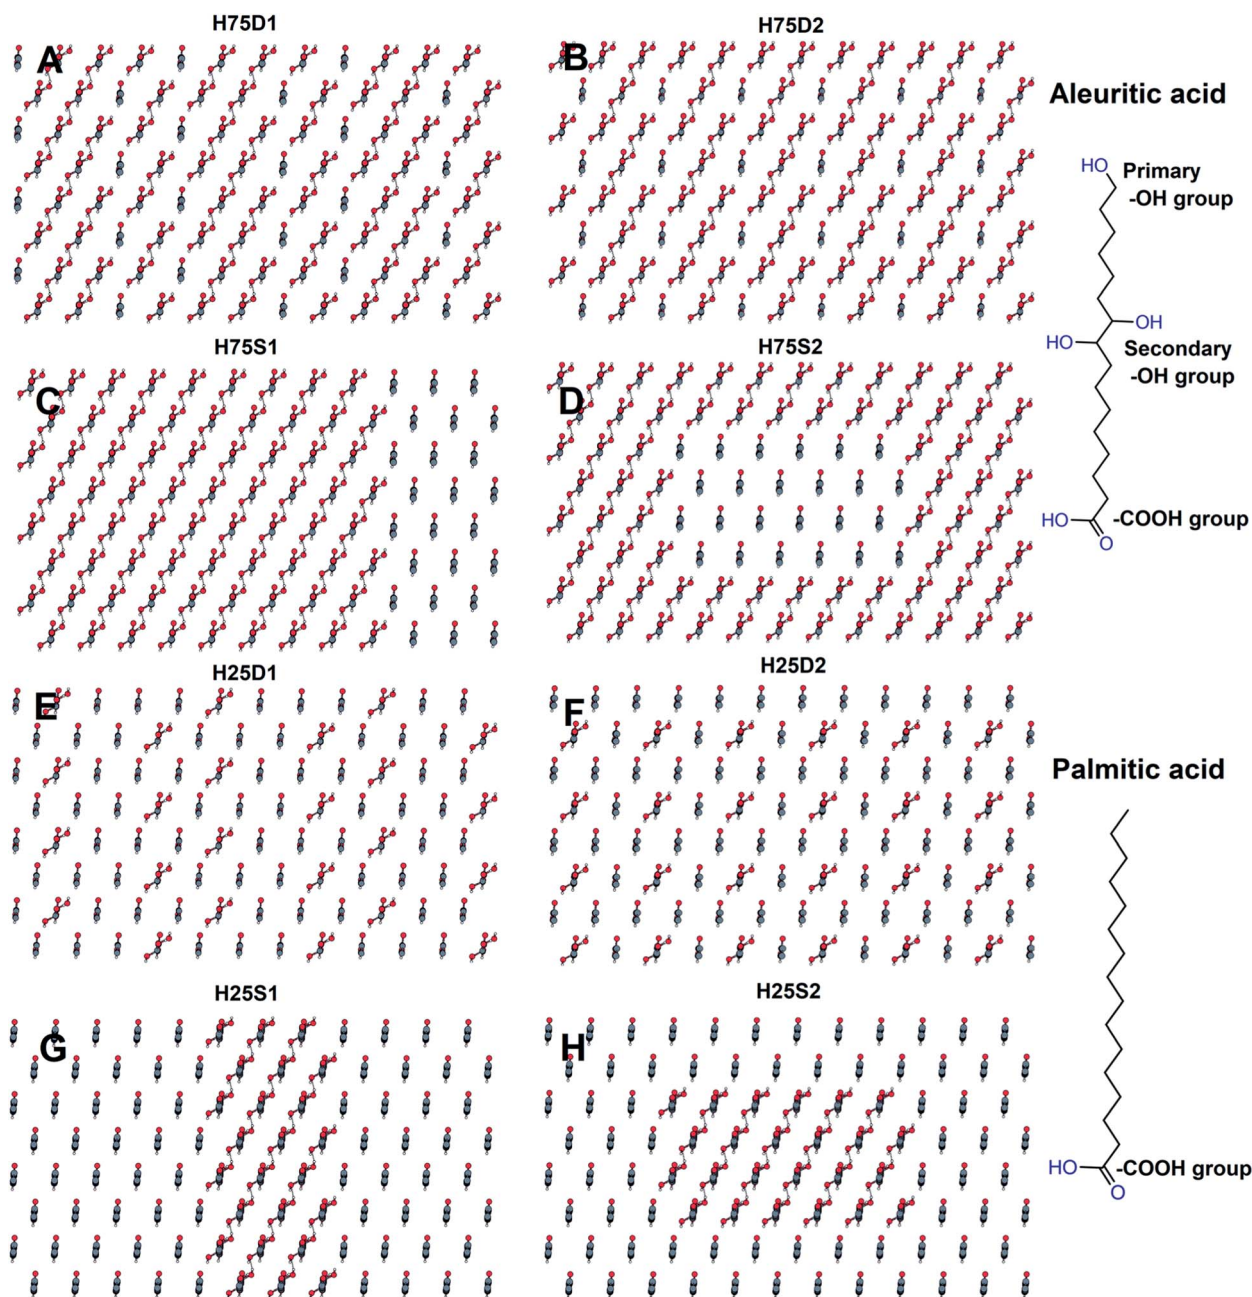 H75D1
H75D2
A
B
Aleuritic acid
HO
Primary
-OH group
OH
HO
Secondary
-OH group
H75S1
H75S2
C
D
HO
-COOH group
O
H25D1
H25D2
E
F
Palmitic acid
H25S1
H25S2
G
H
HO
-COOH group
O